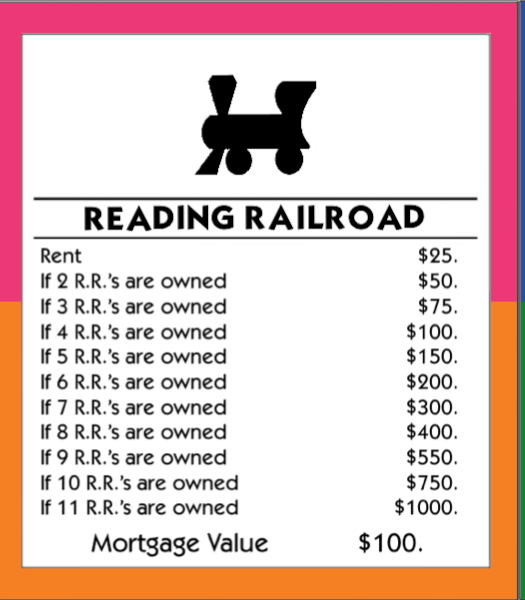 READING RAILROAD
Rent $25.
If 2 R.R.'s are owned $50.
If 3 R.R.'s are owned $75.
If 4 R.R.'s are owned $100.
If 5 R.R.'s are owned $150.
If 6 R.R.'s are owned $200.
If 7 R.R.'s are owned $300.
If 8 R.R.'s are owned $400.
If 9 R.R.'s are owned $550.
If 10 R.R.'s are owned $750.
If 11 R.R.'s are owned $1000.
Mortgage Value $100.